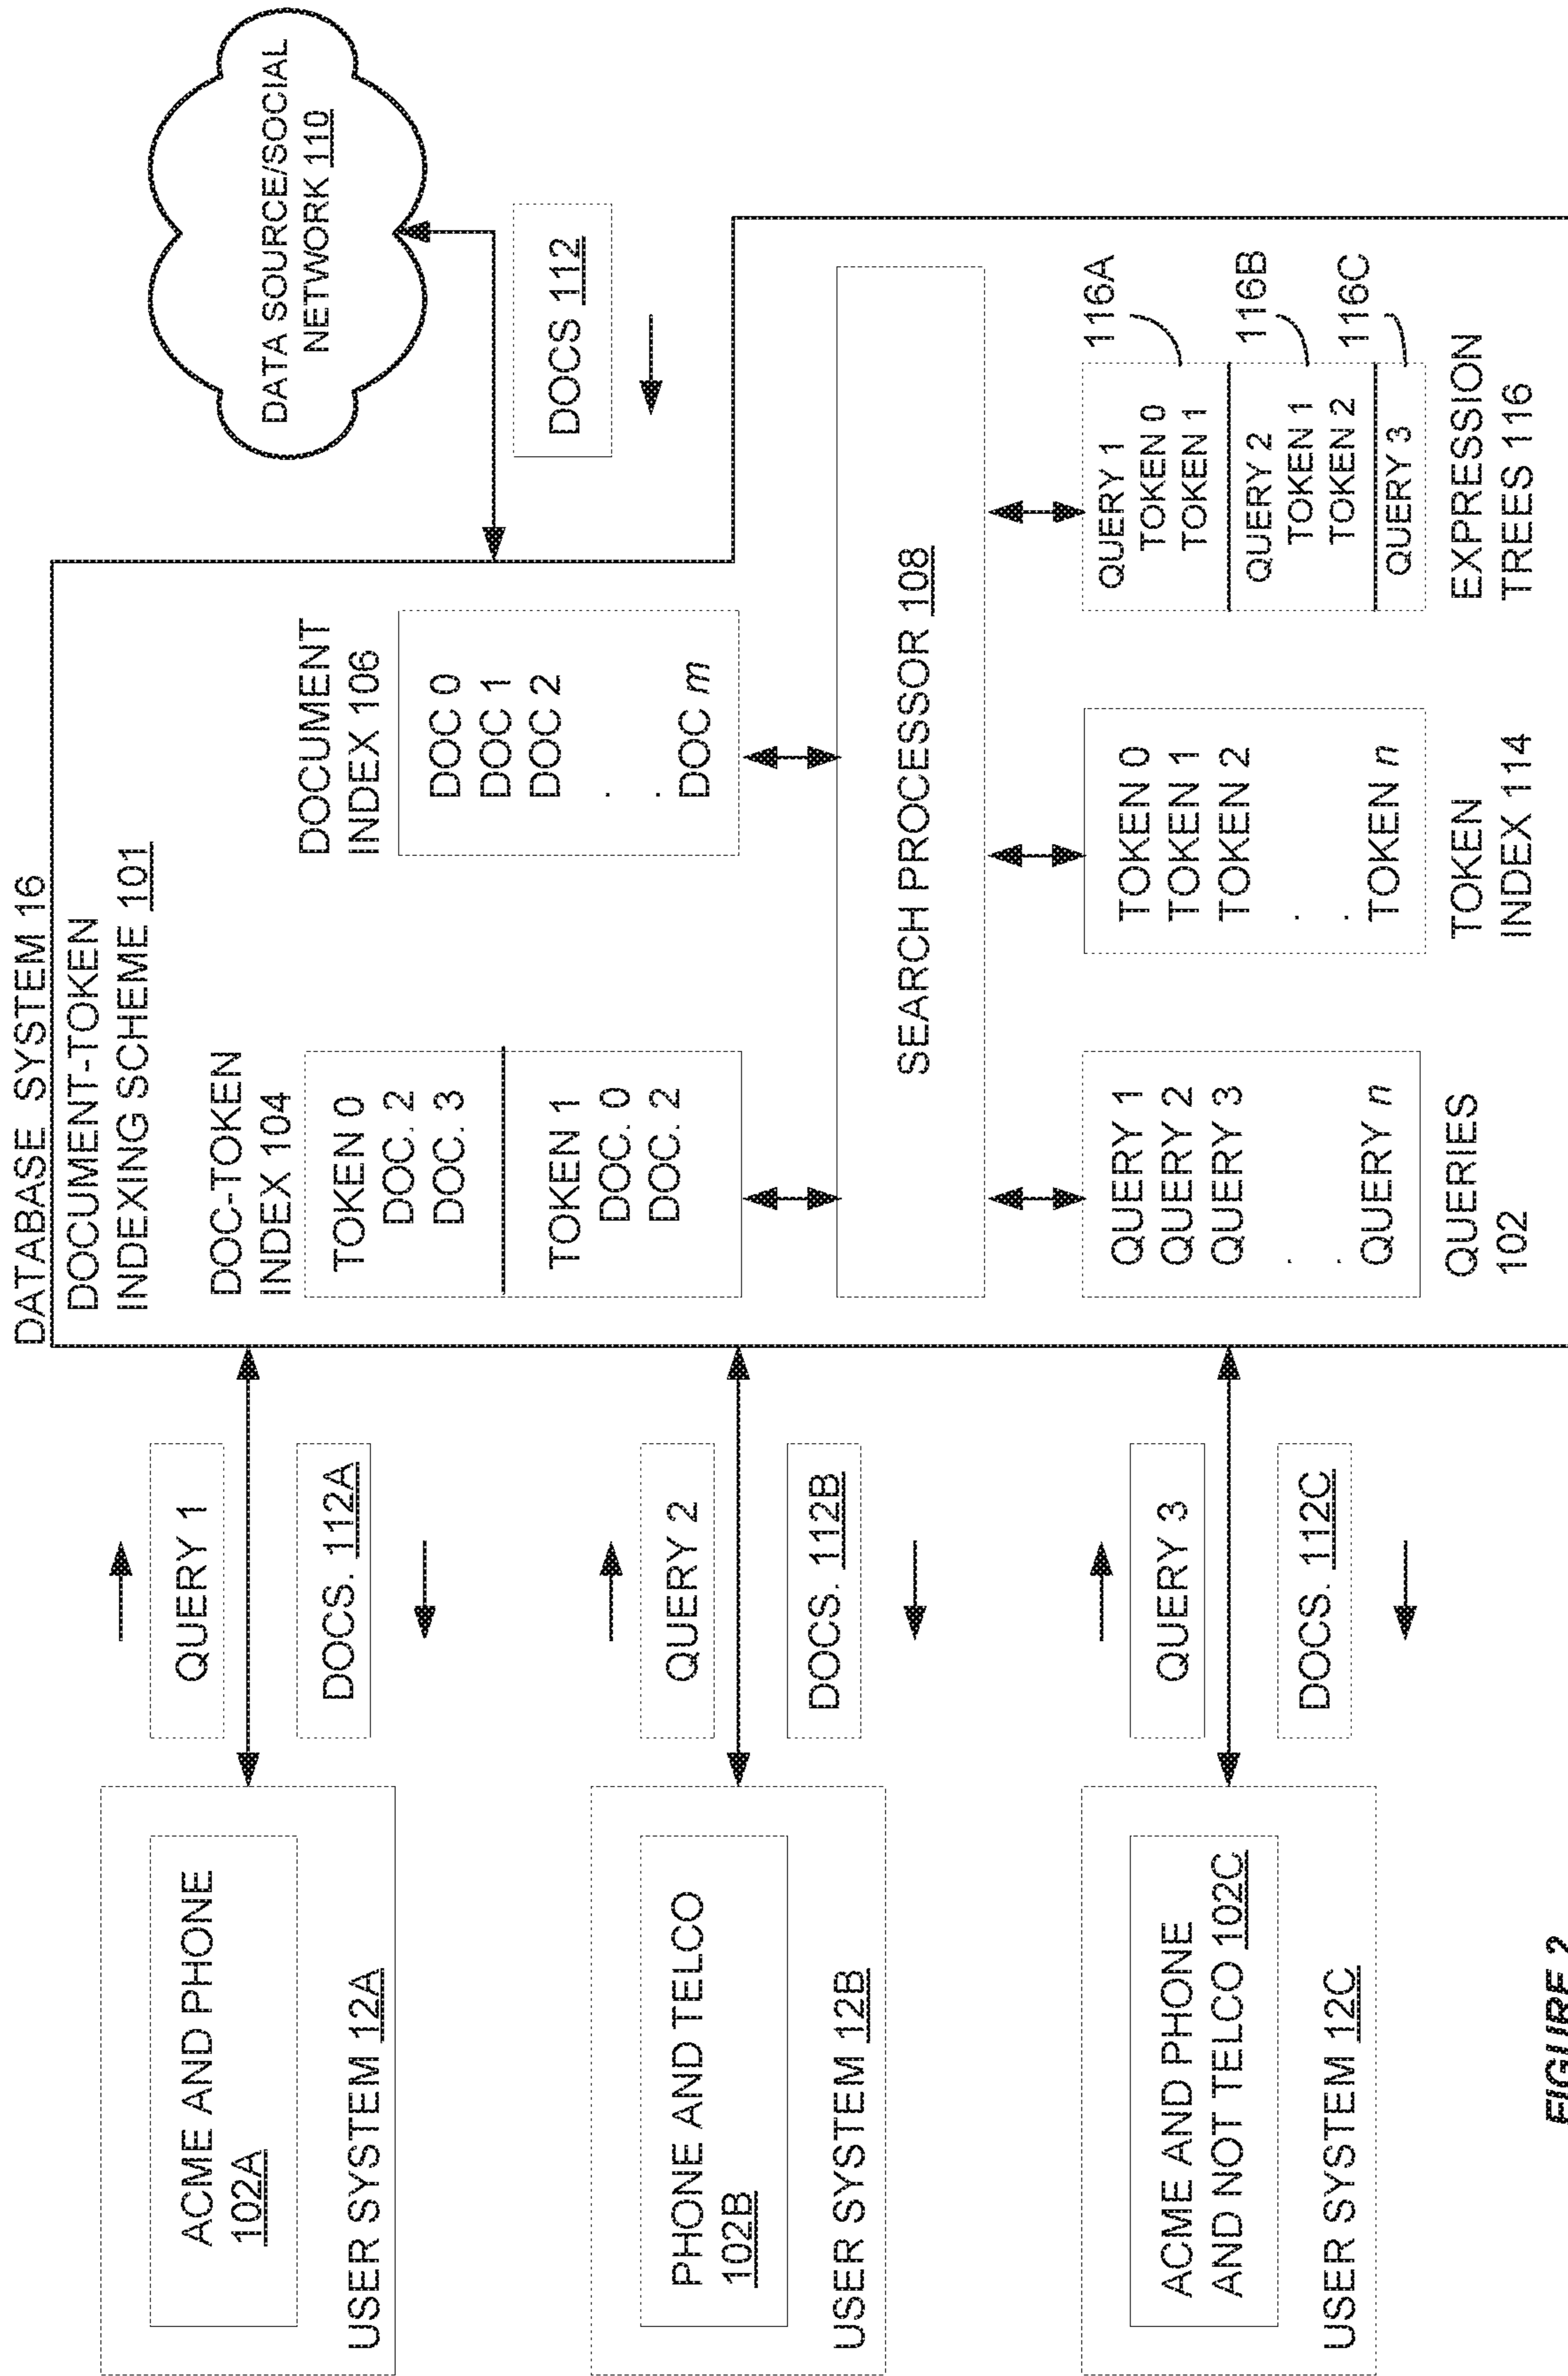 DATABASE SYSTEM 16
DOCUMENT-TOKEN
INDEXING SCHEME 101
DOC-TOKEN
INDEX 104
TOKEN 0
DOC. 2
DOC. 3
TOKEN 1
DOC. 0
DOC. 2
DOCUMENT
INDEX 106
DOC 0
DOC 1
DOC 2
.
.
DOC m
DATA SOURCE/SOCIAL
NETWORK 110
DOCS 112
SEARCH PROCESSOR 108
QUERY 1
QUERY 2
QUERY 3
.
.
QUERY n
QUERIES
102
TOKEN 0
TOKEN 1
TOKEN 2
.
.
TOKEN n
TOKEN
INDEX 114
QUERY 1
TOKEN 0
TOKEN 1
QUERY 2
TOKEN 1
TOKEN 2
QUERY 3
116A
116B
116C
EXPRESSION
TREES 116
ACME AND PHONE
102A
USER SYSTEM 12A
QUERY 1
DOCS. 112A
PHONE AND TELCO
102B
USER SYSTEM 12B
QUERY 2
DOCS. 112B
ACME AND PHONE
AND NOT TELCO 102C
USER SYSTEM 12C
QUERY 3
DOCS. 112C
FIGURE 2